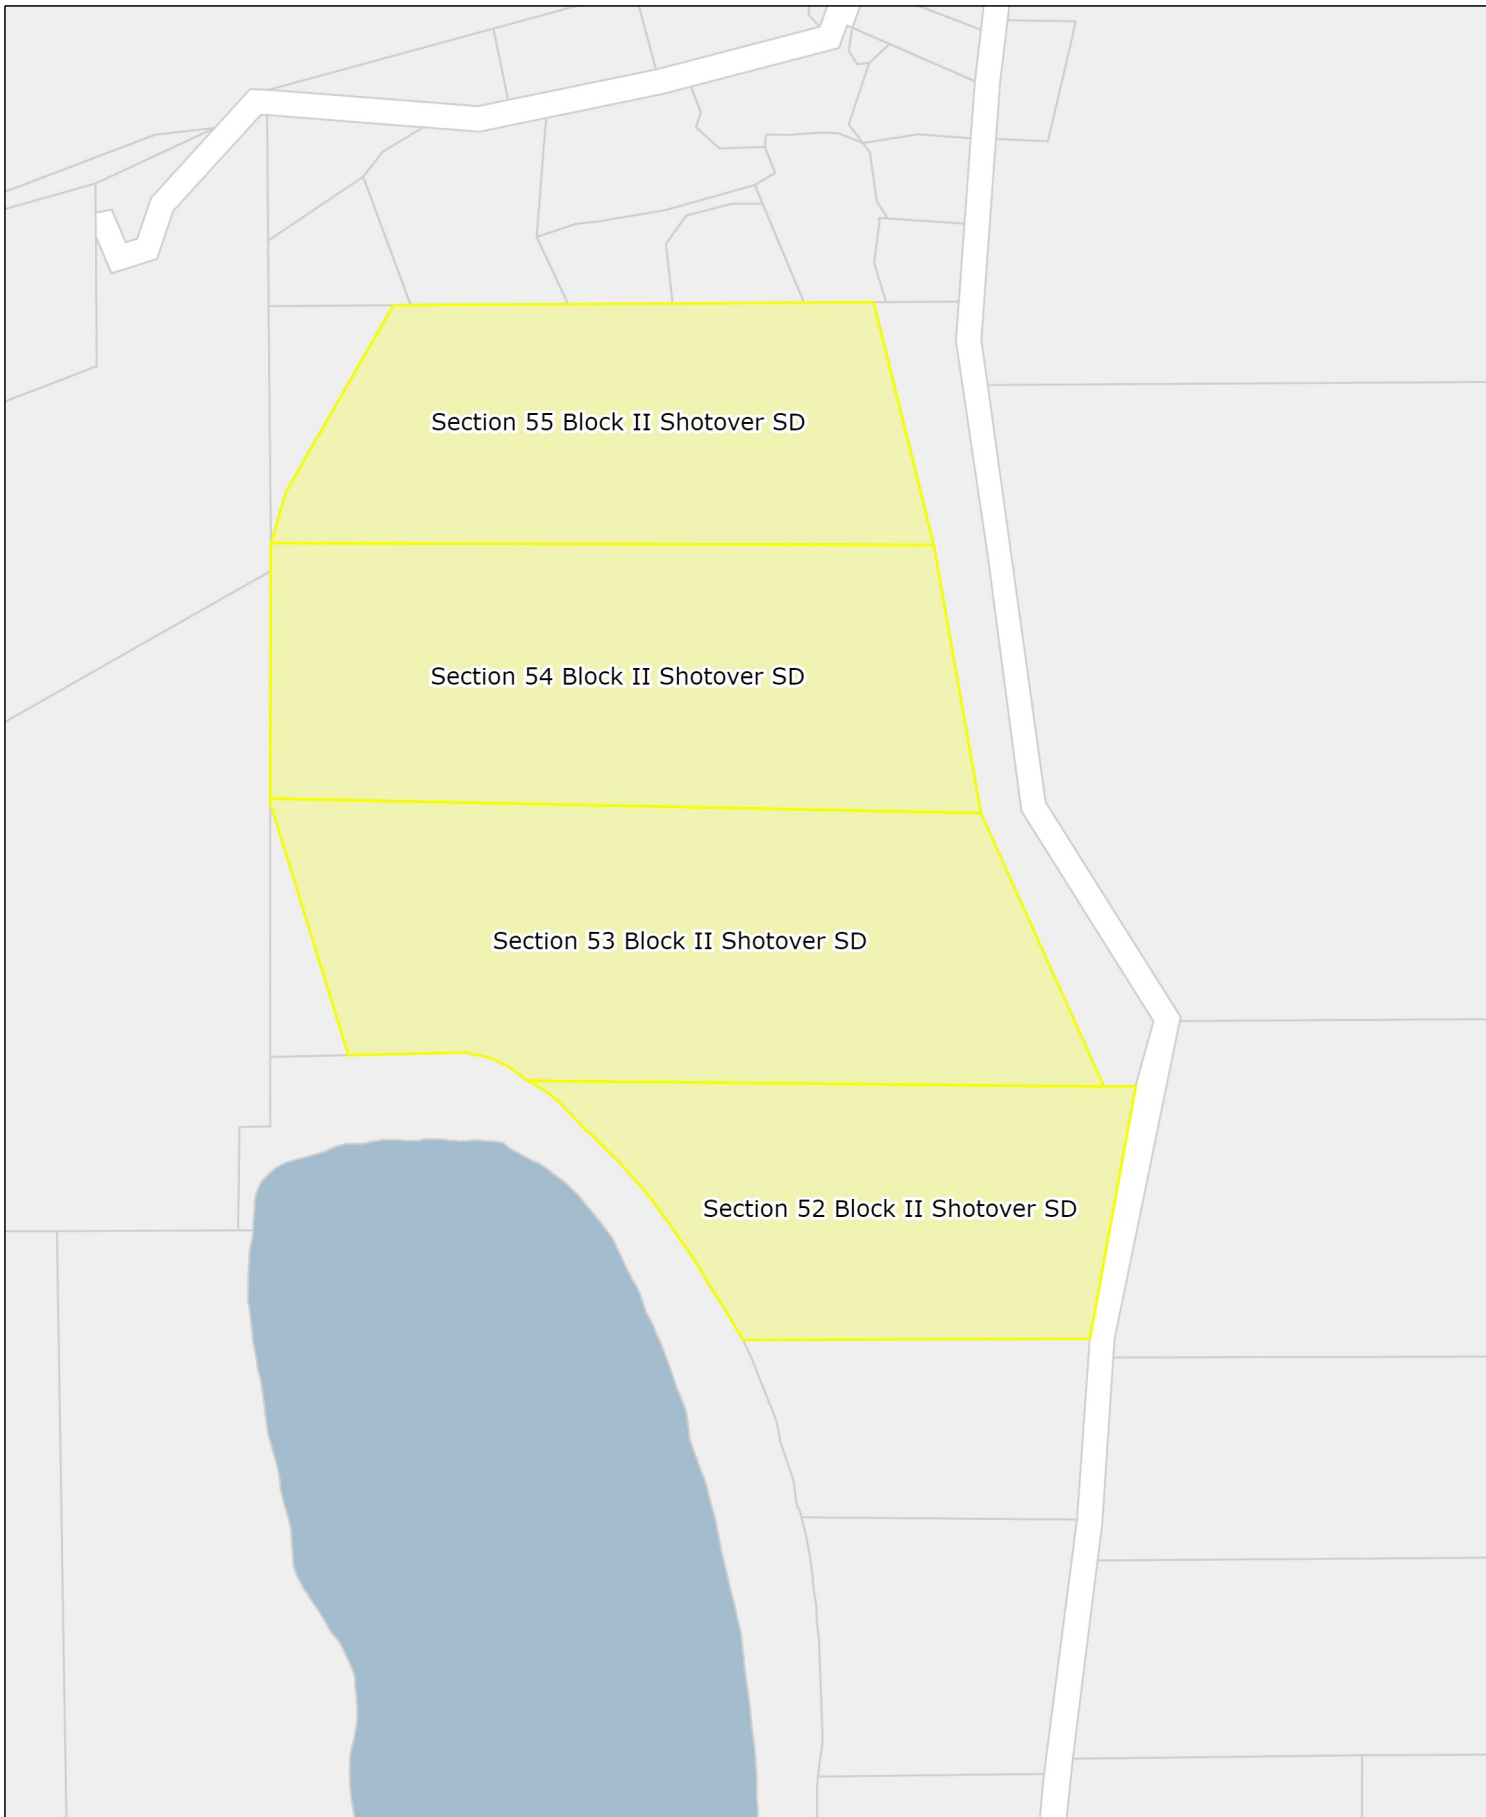 Section 55 Block II Shotover SD
Section 54 Block II Shotover SD
Section 53 Block II Shotover SD
Section 52 Block II Shotover SD